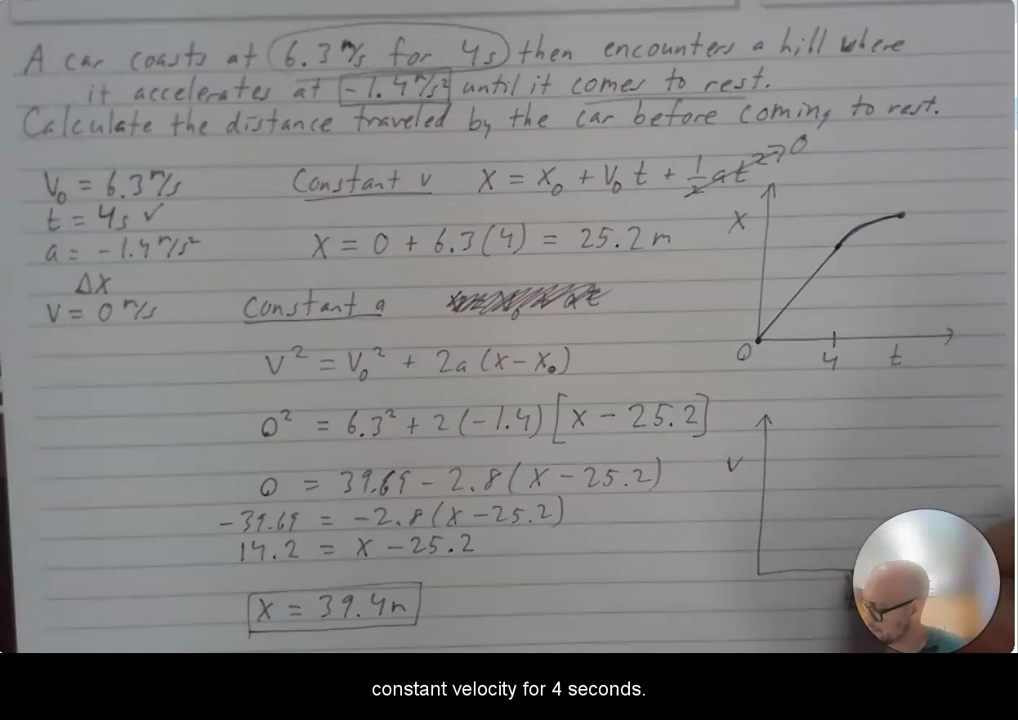 A car coasts at 6.3 m/s for 4s then encounters a hill where
it accelerates at -1.4 m/s² until it comes to rest.
Calculate the distance traveled by the car before coming to rest.
V₀ = 6.3 m/s
t = 4s ✓
a = -1.4 m/s²
ΔX
V = 0 m/s
Constant v X = X₀ + V₀ t + ½at² → 0
X = 0 + 6.3(4) = 25.2 m
Constant a
V² = V₀² + 2a (X - X₀)
0² = 6.3² + 2(-1.4) [X - 25.2]
0 = 39.69 - 2.8(X - 25.2)
-39.69 = -2.8(X - 25.2)
14.2 = X - 25.2
X = 39.4m
X
0
4
t
V
constant velocity for 4 seconds.